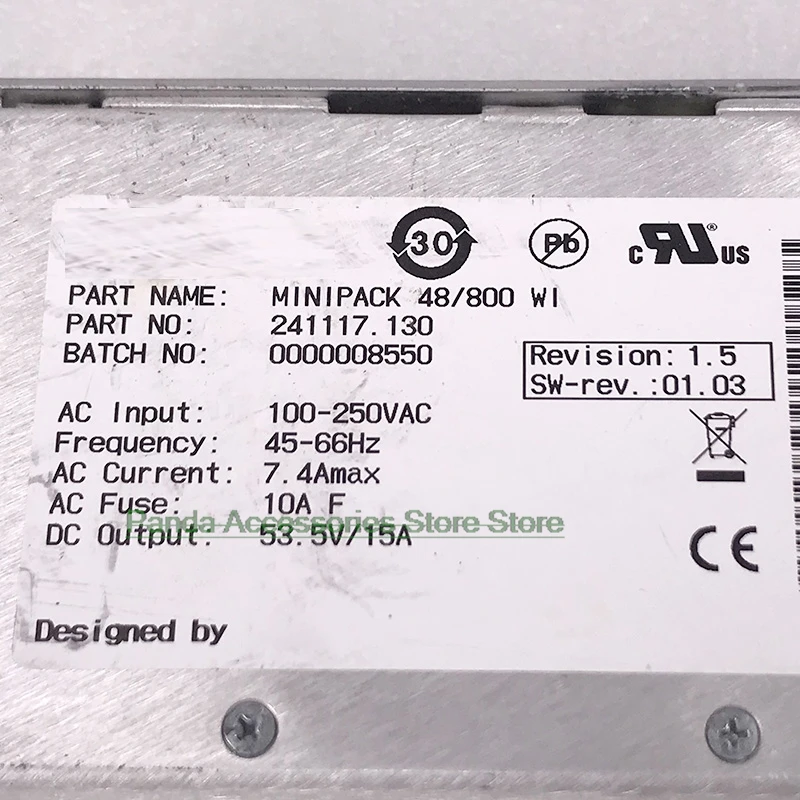 30 Pb c RU ® US
PART NAME: MINIPACK 48/800 WI
PART NO: 241117.130
BATCH NO: 0000008550
Revision: 1.5
SW-rev.:01.03
AC Input: 100-250VAC
Frequency: 45-66Hz
AC Current: 7.4Amax
AC Fuse: 10A F
Panda Accessories Store Store
DC Output: 53.5V/15A
CE
Designed by